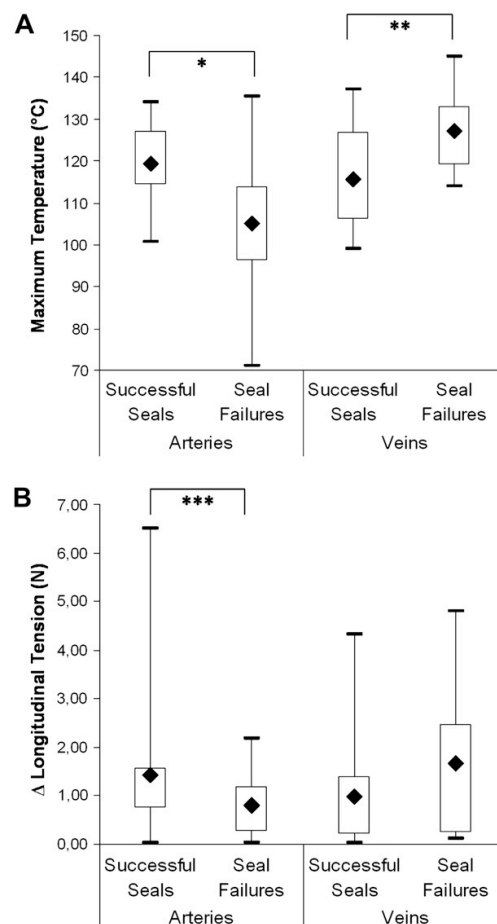 A
Maximum Temperature (°C)
150
140
130
120
110
100
90
80
70
*
**
Successful Seals
Seal Failures
Successful Seals
Seal Failures
Arteries
Veins
B
Δ Longitudinal Tension (N)
7,00
6,00
5,00
4,00
3,00
2,00
1,00
0,00
***
Successful Seals
Seal Failures
Successful Seals
Seal Failures
Arteries
Veins